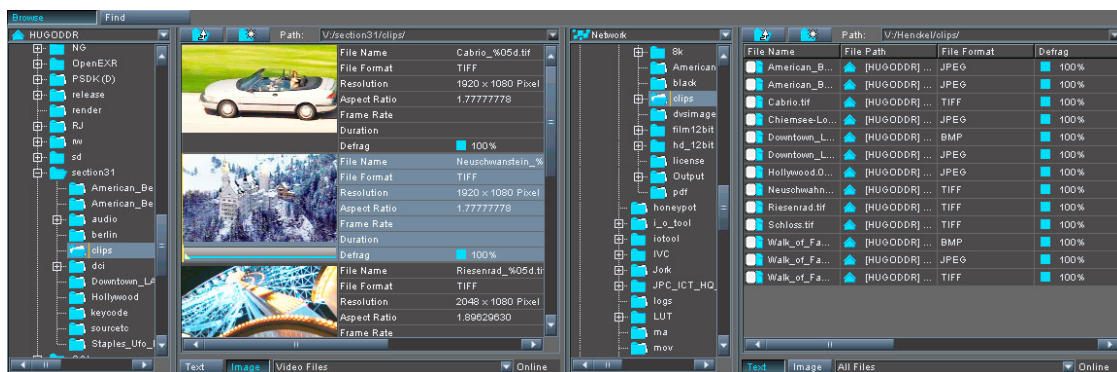 Browse
Find
HUGODDR
NG
OpenEXR
PSDK (D)
release
render
RJ
rw
sd
section31
American_Be
American_Be
audio
berlin
clips
dci
Downtown_LA
Hollywood
keycode
sourcetc
Staples_Ufo_
Path:
V:/section31/clips/
File Name
Cabrio_%05d.tif
File Format
TIFF
Resolution
1920 x 1080 Pixel
Aspect Ratio
1.77777778
Frame Rate
Duration
Defrag
100%
File Name
Neuschwanstein_%
File Format
TIFF
Resolution
1920 x 1080 Pixel
Aspect Ratio
1.77777778
Frame Rate
Duration
Defrag
100%
File Name
Riesenrad_%05d.tif
File Format
TIFF
Resolution
2048 x 1080 Pixel
Aspect Ratio
1.89629630
Frame Rate
Text
Image
Video Files
Online
Network
8k
American
black
clips
dvsimage
film12bit
hd_12bit
license
Output
pdf
honeypot
i_o_tool
iotool
IVC
Jork
JPC_ICT_HQ_
logs
LUT
ma
mov
Path:
V:/Henckel/clips/
File Name File Path File Format Defrag
American_B... [HUGODDR] ... JPEG 100%
American_B... [HUGODDR] ... JPEG 100%
Cabrio.tif [HUGODDR] ... TIFF 100%
Chiemsee-Lo... [HUGODDR] ... JPEG 100%
Downtown_L... [HUGODDR] ... BMP 100%
Downtown_L... [HUGODDR] ... JPEG 100%
Hollywood.0... [HUGODDR] ... JPEG 100%
Neuschwahn... [HUGODDR] ... TIFF 100%
Riesenrad.tif [HUGODDR] ... TIFF 100%
Schloss.tif [HUGODDR] ... TIFF 100%
Walk_of_Fa... [HUGODDR] ... BMP 100%
Walk_of_Fa... [HUGODDR] ... JPEG 100%
Walk_of_Fa... [HUGODDR] ... TIFF 100%
Text
Image
All Files
Online